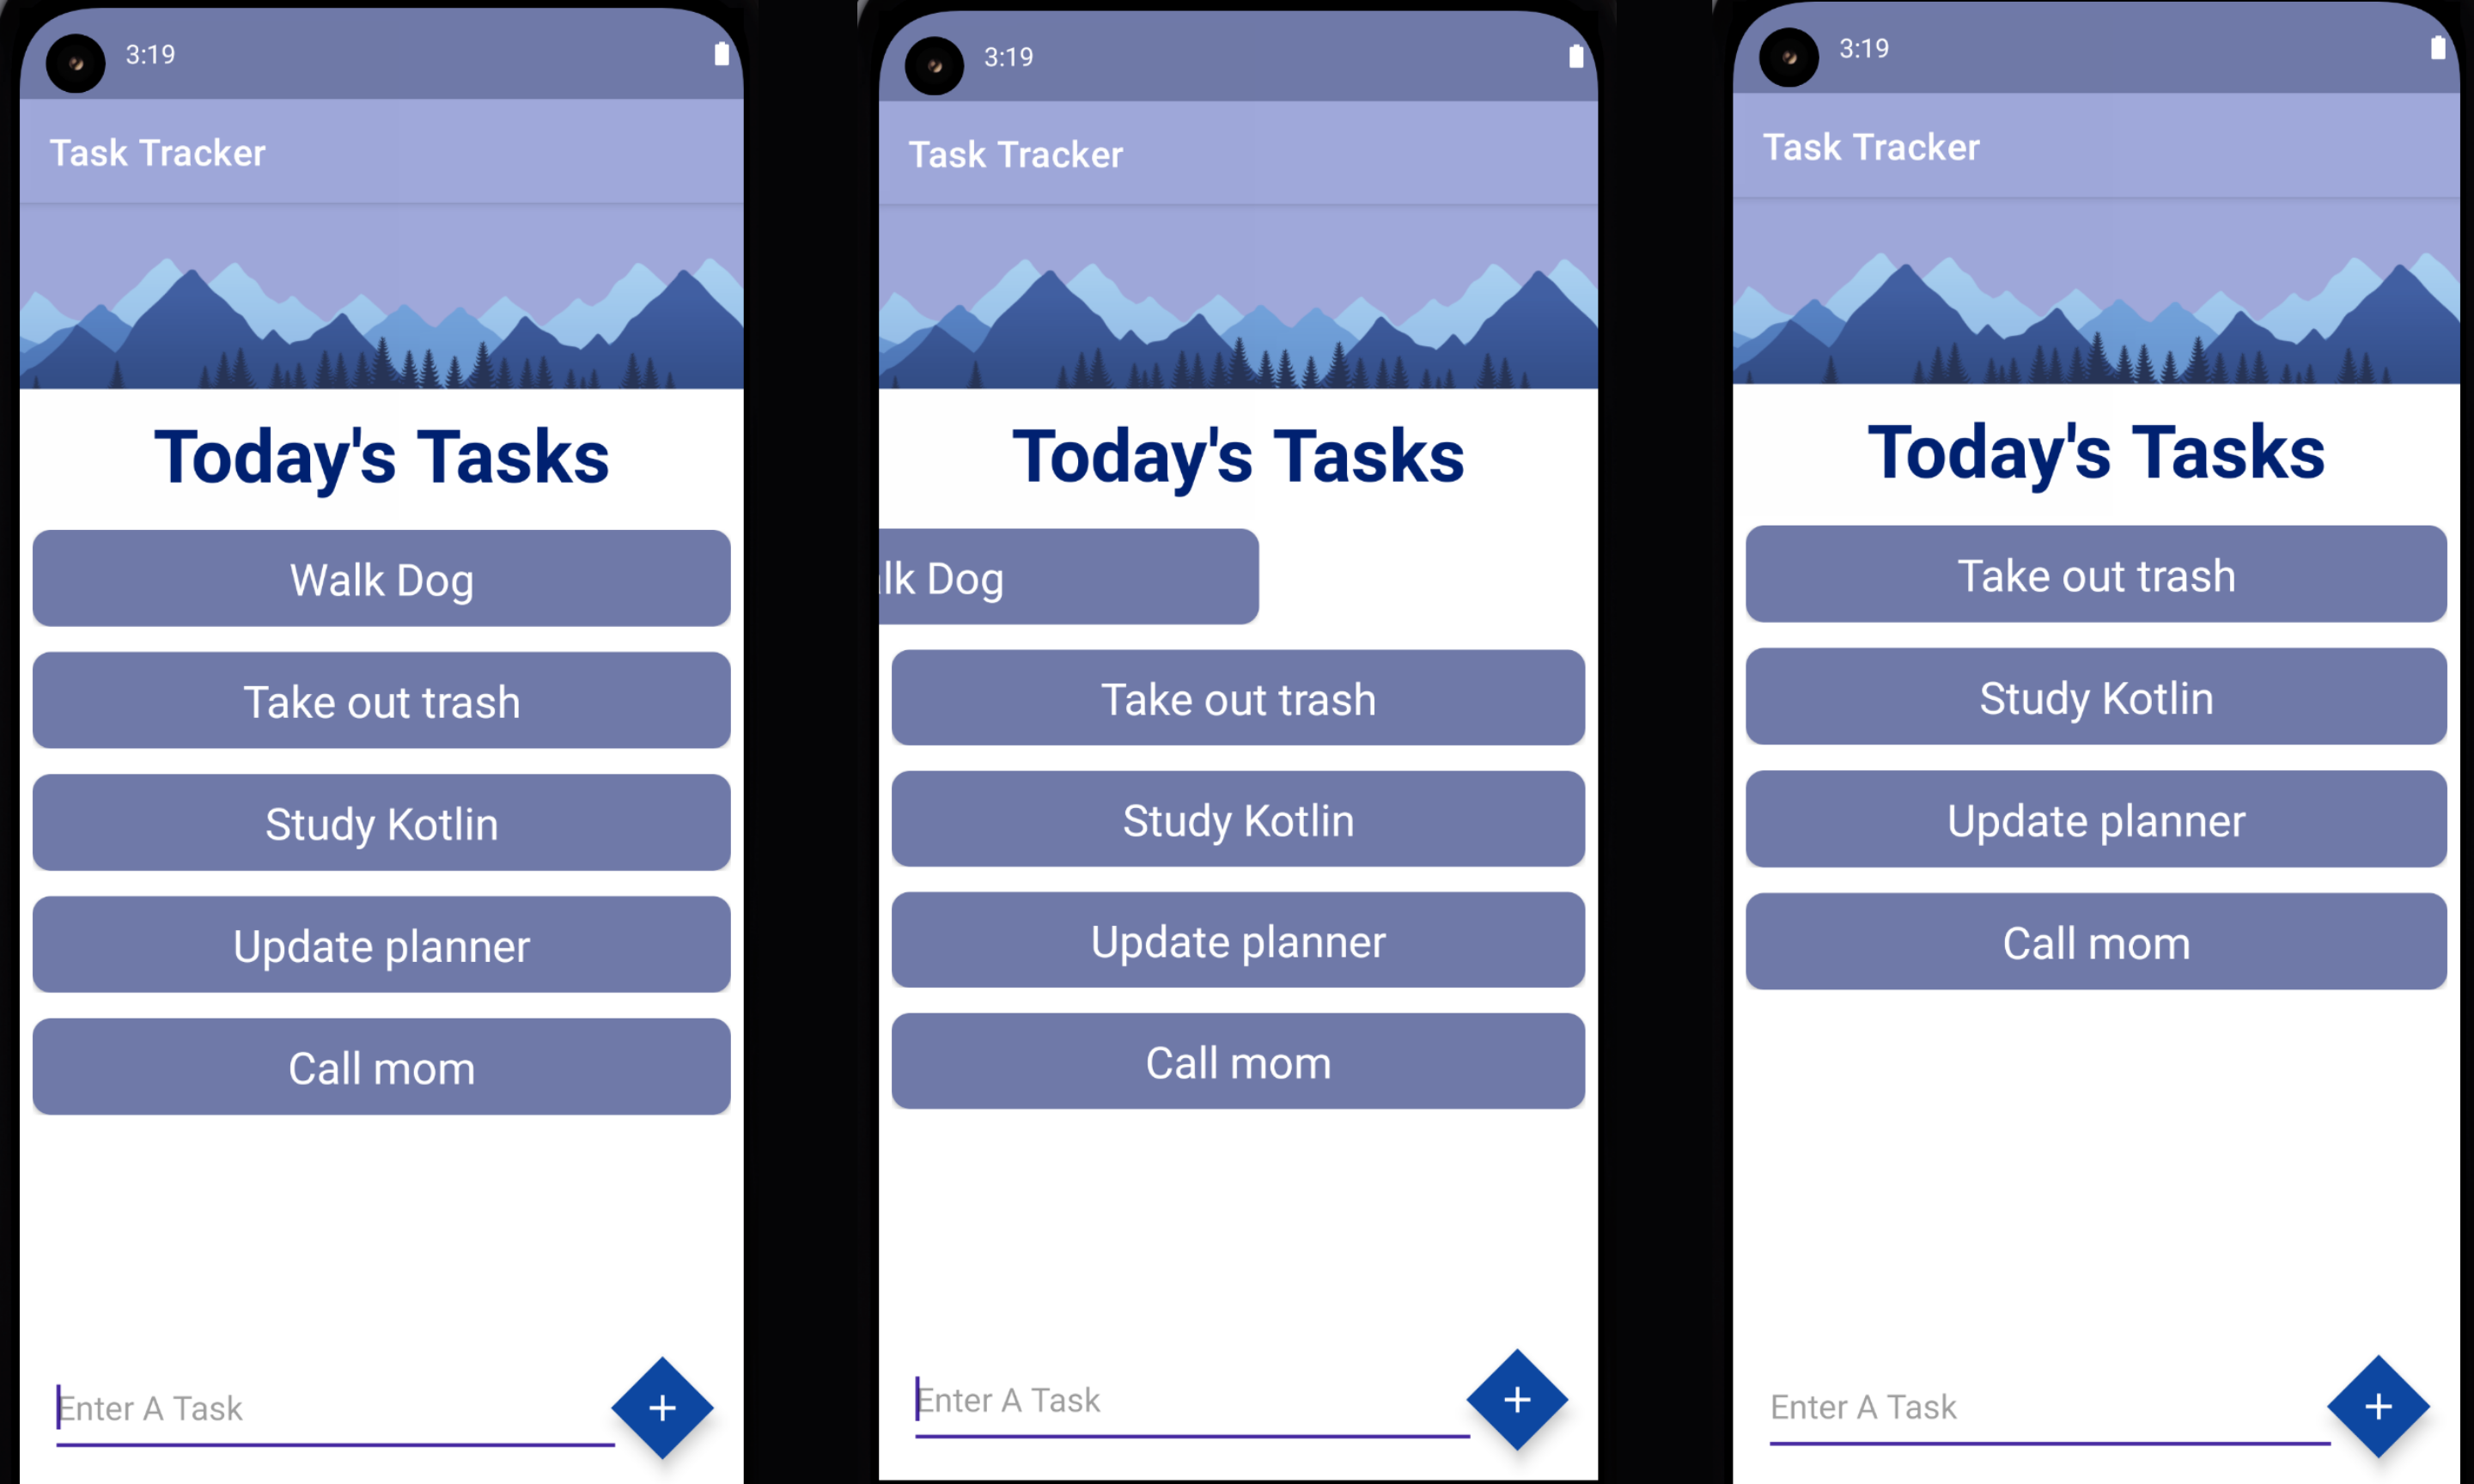 3:19
Task Tracker
Today's Tasks
Walk Dog
Take out trash
Study Kotlin
Update planner
Call mom
Enter A Task
+
3:19
Task Tracker
Today's Tasks
lk Dog
Take out trash
Study Kotlin
Update planner
Call mom
Enter A Task
+
3:19
Task Tracker
Today's Tasks
Take out trash
Study Kotlin
Update planner
Call mom
Enter A Task
+